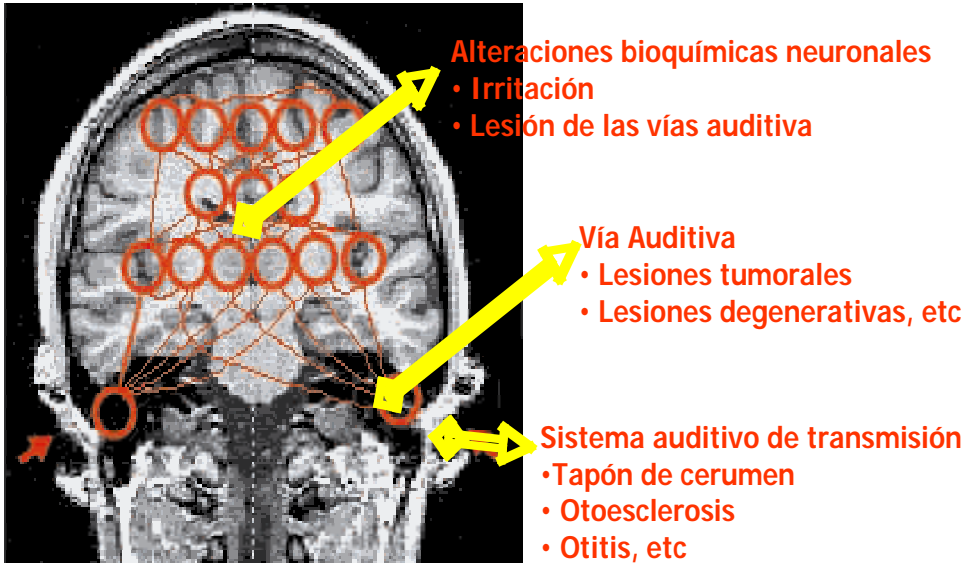 Alteraciones bioquímicas neuronales
• Irritación
• Lesión de las vías auditiva
Vía Auditiva
• Lesiones tumorales
• Lesiones degenerativas, etc
Sistema auditivo de transmisión
•Tapón de cerumen
• Otoesclerosis
• Otitis, etc